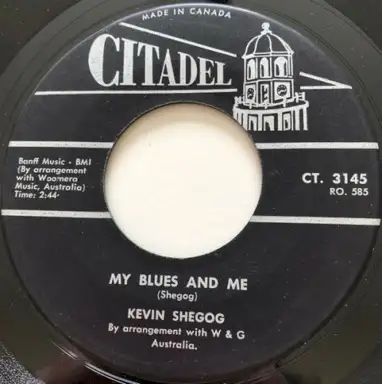 MADE IN CANADA
CITADEL
Banff Music - BMI
(By arrangement
with Woomera
Music, Australia)
Time: 2:44
CT. 3145
RO. 585
MY BLUES AND ME
(Shegog)
KEVIN SHEGOG
By arrangement with W & G
Australia.